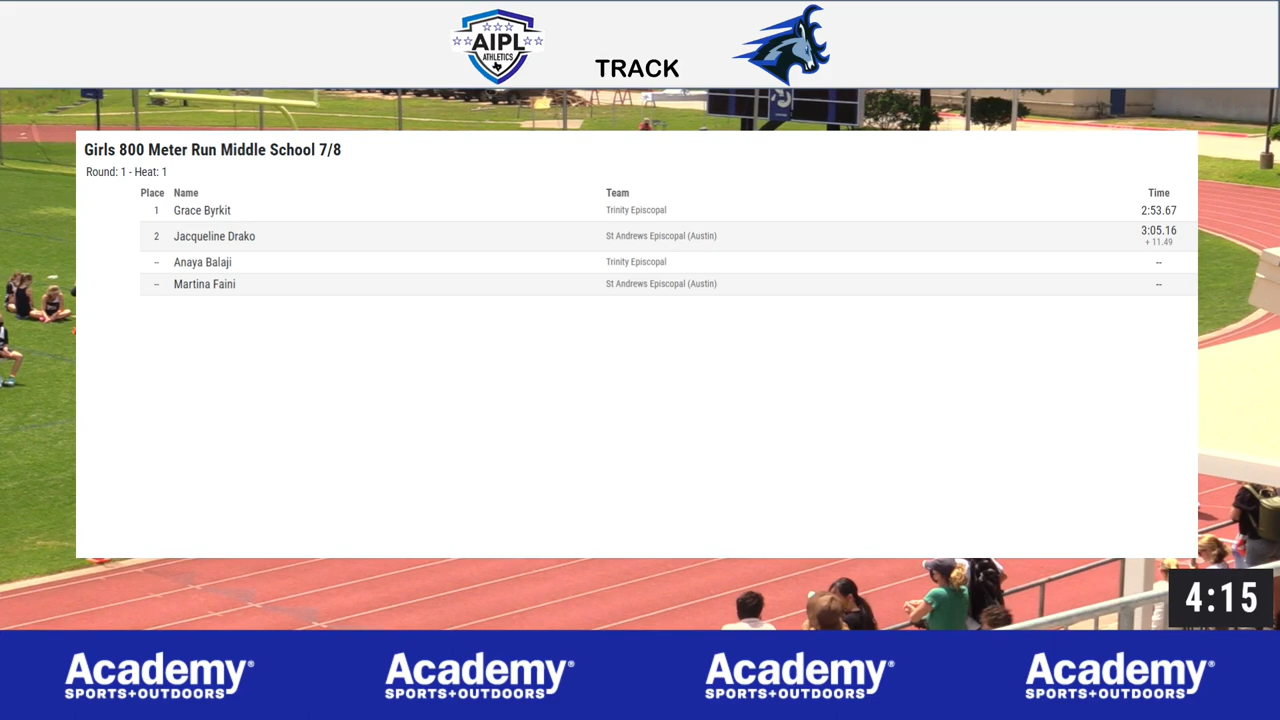 AIPL
ATHLETICS
TRACK
Girls 800 Meter Run Middle School 7/8
Round: 1 - Heat: 1
Place Name Team Time
1 Grace Byrkit Trinity Episcopal 2:53.67
2 Jacqueline Drako St Andrews Episcopal (Austin) 3:05.16
+ 11.49
-- Anaya Balaji Trinity Episcopal --
-- Martina Faini St Andrews Episcopal (Austin) --
4:15
Academy® Academy® Academy® Academy®
SPORTS+OUTDOORS SPORTS+OUTDOORS SPORTS+OUTDOORS SPORTS+OUTDOORS